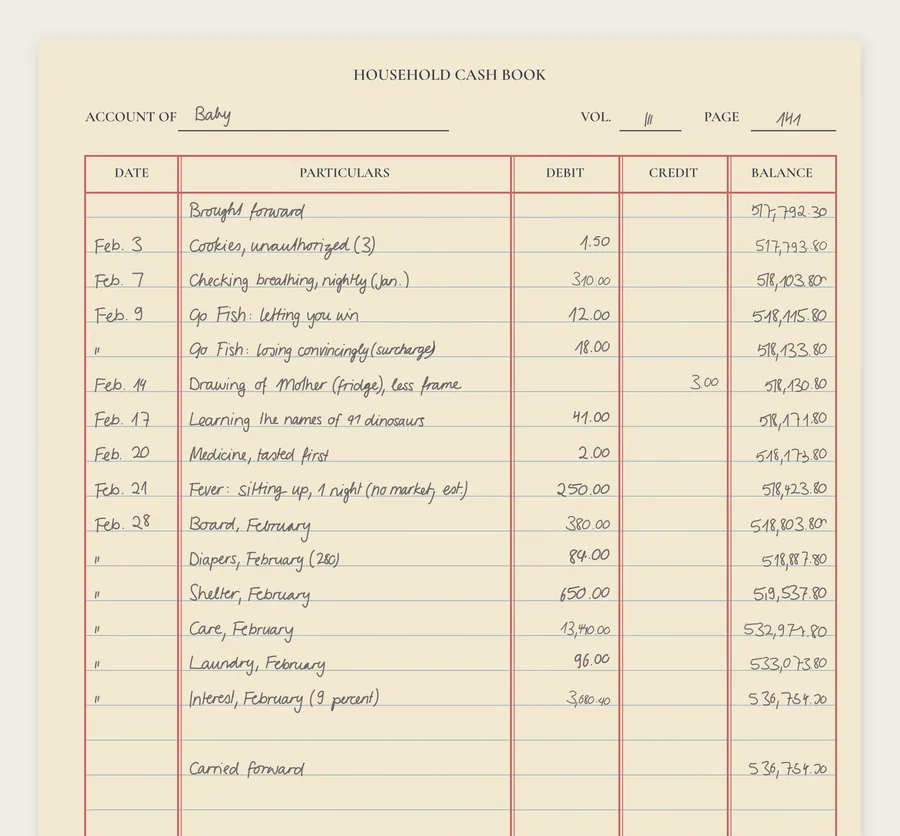 HOUSEHOLD CASH BOOK
ACCOUNT OF Baby VOL. III PAGE 141
DATE PARTICULARS DEBIT CREDIT BALANCE
Brought forward 517,792.30
Feb. 3 Cookies, unauthorized (3) 1.50 517,793.80
Feb. 7 Checking breathing, nightly (Jan.) 310.00 518,103.80
Feb. 9 Go Fish: letting you win 12.00 518,115.80
" Go Fish: losing convincingly (surcharge) 18.00 518,133.80
Feb. 14 Drawing of Mother (fridge), less frame 3.00 518,130.80
Feb. 17 Learning the names of 41 dinosaurs 41.00 518,171.80
Feb. 20 Medicine, tasted first 2.00 518,173.80
Feb. 21 Fever: sitting up, 1 night (no market, est.) 250.00 518,423.80
Feb. 28 Board, February 380.00 518,803.80
" Diapers, February (280) 84.00 518,887.80
" Shelter, February 650.00 519,537.80
" Care, February 13,440.00 532,977.80
" Laundry, February 96.00 533,073.80
" Interest, February (9 percent) 3,680.40 536,754.20
Carried forward 536,754.20